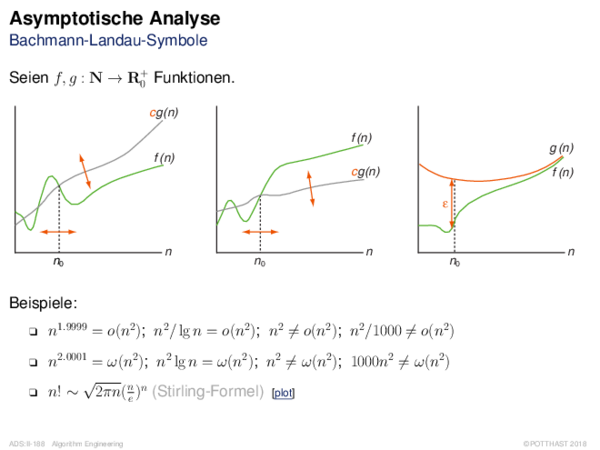 Asymptotische Analyse
Bachmann-Landau-Symbole
Seien f, g : N → R₀⁺ Funktionen.
cg(n)
f(n)
n
n₀
f(n)
cg(n)
n
n₀
g(n)
f(n)
ε
n
n₀
Beispiele:
❏ n^1.9999 = o(n²); n²/ lg n = o(n²); n² ≠ o(n²); n²/1000 ≠ o(n²)
❏ n^2.0001 = ω(n²); n² lg n = ω(n²); n² ≠ ω(n²); 1000n² ≠ ω(n²)
❏ n! ∼ √(2πn)(n/e)ⁿ (Stirling-Formel) [plot]
ADS:II-188 Algorithm Engineering ©POTTHAST 2018